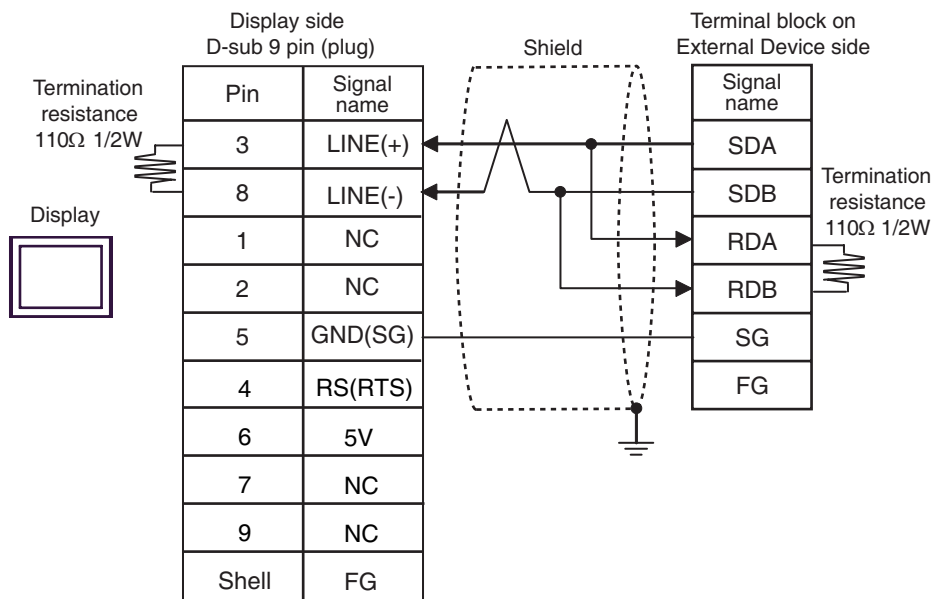 Display side
D-sub 9 pin (plug)
Shield
Terminal block on
External Device side
Termination
resistance
110Ω 1/2W
Display
Pin Signal name
3 LINE(+)
8 LINE(-)
1 NC
2 NC
5 GND(SG)
4 RS(RTS)
6 5V
7 NC
9 NC
Shell FG
Signal
name
SDA
SDB
RDA
RDB
SG
FG
Termination
resistance
110Ω 1/2W